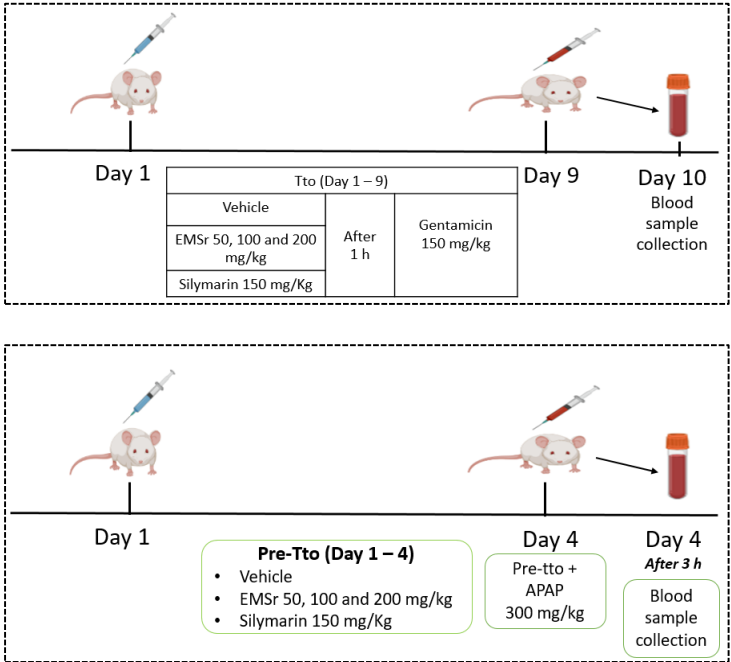 Day 1
Day 9
Day 10
Blood
sample
collection
Tto (Day 1 – 9)
Vehicle
EMSr 50, 100 and 200
mg/kg
Silymarin 150 mg/Kg
After
1 h
Gentamicin
150 mg/kg
Day 1
Day 4
Day 4
After 3 h
Pre-Tto (Day 1 – 4)
• Vehicle
• EMSr 50, 100 and 200 mg/kg
• Silymarin 150 mg/Kg
Pre-tto +
APAP
300 mg/kg
Blood
sample
collection